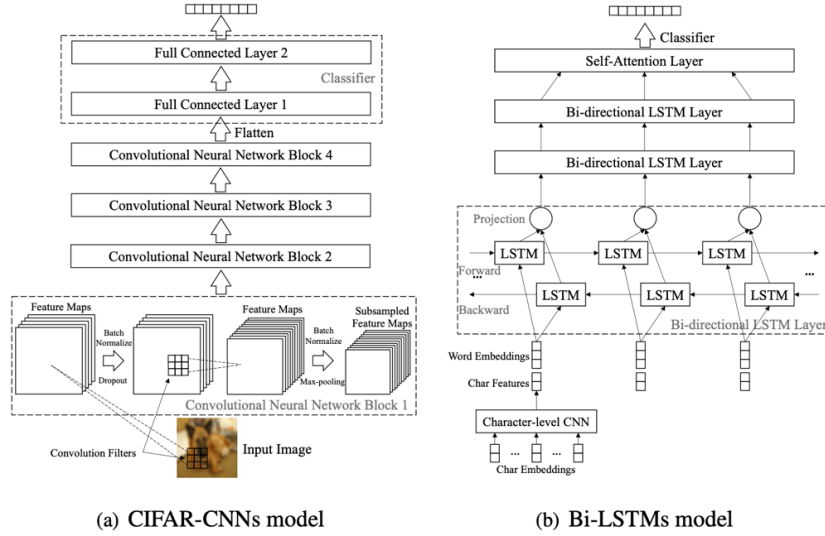 Full Connected Layer 2
Classifier
Full Connected Layer 1
Flatten
Convolutional Neural Network Block 4
Convolutional Neural Network Block 3
Convolutional Neural Network Block 2
Feature Maps
Batch
Normalize
Dropout
Feature Maps
Batch
Normalize
Max-pooling
Subsampled
Feature Maps
Convolutional Neural Network Block 1
Convolution Filters
Input Image
(a) CIFAR-CNNs model
Classifier
Self-Attention Layer
Bi-directional LSTM Layer
Bi-directional LSTM Layer
Projection
LSTM
LSTM
LSTM
Forward
...
...
LSTM
LSTM
LSTM
Backward
Bi-directional LSTM Layer
Word Embeddings
Char Features
Character-level CNN
... ...
Char Embeddings
(b) Bi-LSTMs model